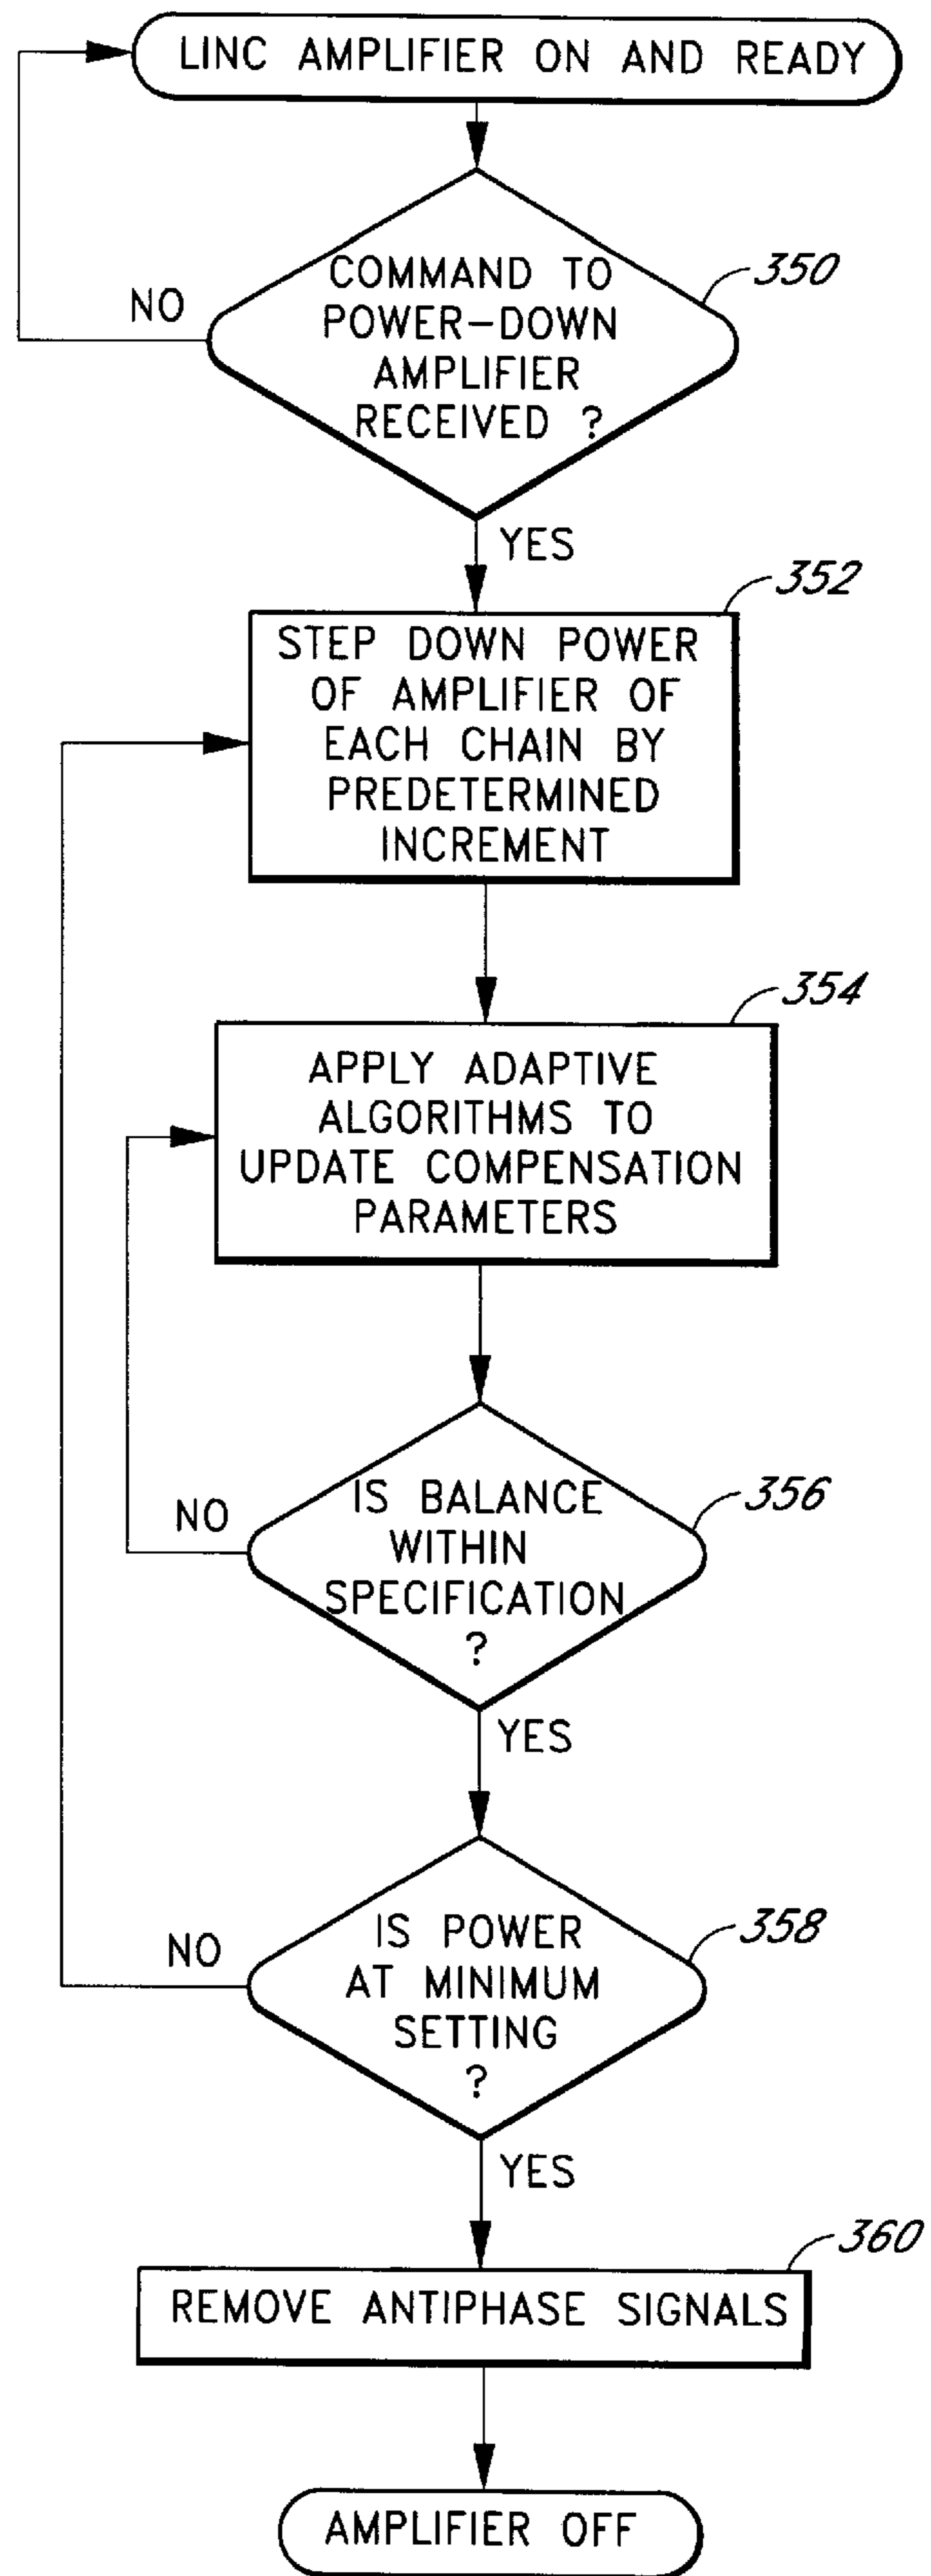 LINC AMPLIFIER ON AND READY
COMMAND TO
POWER-DOWN
AMPLIFIER
RECEIVED ?
350
NO
YES
352
STEP DOWN POWER
OF AMPLIFIER OF
EACH CHAIN BY
PREDETERMINED
INCREMENT
354
APPLY ADAPTIVE
ALGORITHMS TO
UPDATE COMPENSATION
PARAMETERS
356
IS BALANCE
WITHIN
SPECIFICATION
?
NO
YES
358
IS POWER
AT MINIMUM
SETTING
?
NO
YES
360
REMOVE ANTIPHASE SIGNALS
AMPLIFIER OFF